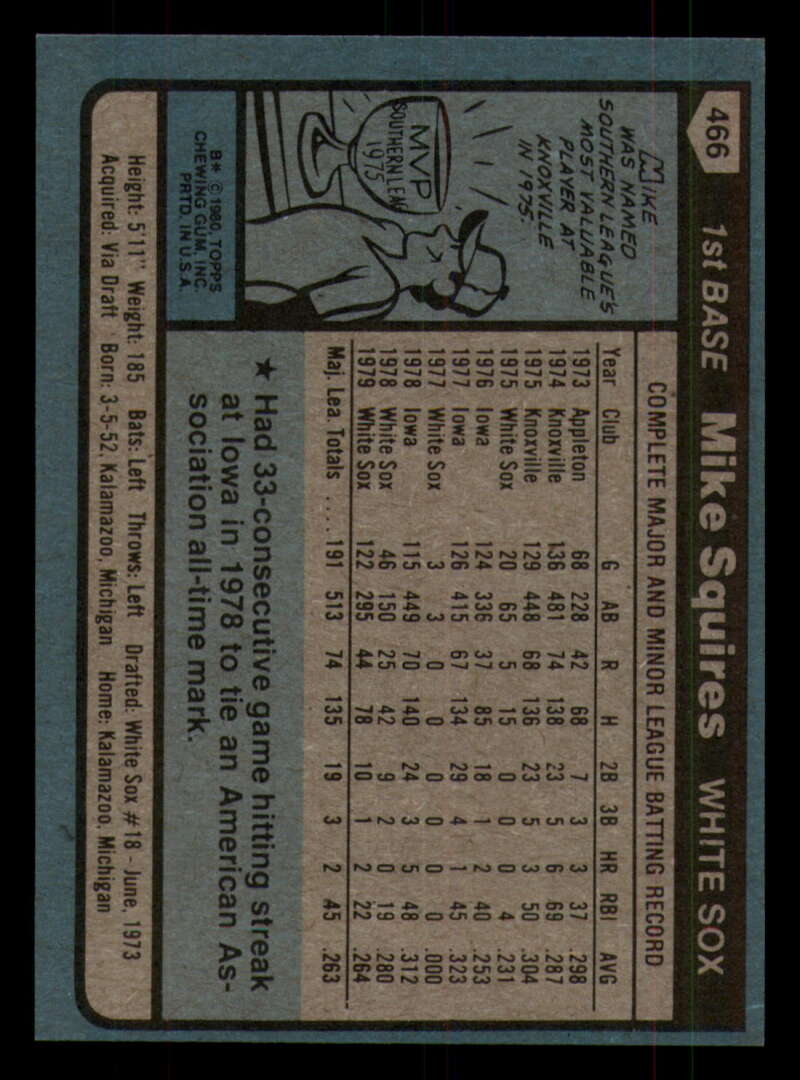 466 1st BASE Mike Squires WHITE SOX
MIKE
WAS NAMED
SOUTHERN LEAGUE'S
MOST VALUABLE
PLAYER AT
KNOXVILLE
IN 1975.
MVP
SOUTHERN LEAG
1975
B* © 1980, TOPPS
CHEWING GUM, INC.
PRTD. IN U.S.A.
COMPLETE MAJOR AND MINOR LEAGUE BATTING RECORD
Year Club G AB R H 2B 3B HR RBI AVG
1973 Appleton 68 228 42 68 7 3 3 37 .298
1974 Knoxville 136 481 74 138 23 5 6 69 .287
1975 Knoxville 129 448 68 136 23 5 3 50 .304
1975 White Sox 20 65 5 15 0 0 0 4 .231
1976 Iowa 124 336 37 85 18 1 2 40 .253
1977 Iowa 126 415 67 134 29 4 1 45 .323
1977 White Sox 3 3 0 0 0 0 0 0 .000
1978 Iowa 115 449 70 140 24 3 5 48 .312
1978 White Sox 46 150 25 42 9 2 0 19 .280
1979 White Sox 122 295 44 78 10 1 2 22 .264
Maj. Lea. Totals ..... 191 513 74 135 19 3 2 45 .263
★ Had 33-consecutive game hitting streak
at Iowa in 1978 to tie an American As-
sociation all-time mark.
Height: 5'11" Weight: 185 Bats: Left Throws: Left Drafted: White Sox #18 - June, 1973
Acquired: Via Draft Born: 3-5-52, Kalamazoo, Michigan Home: Kalamazoo, Michigan